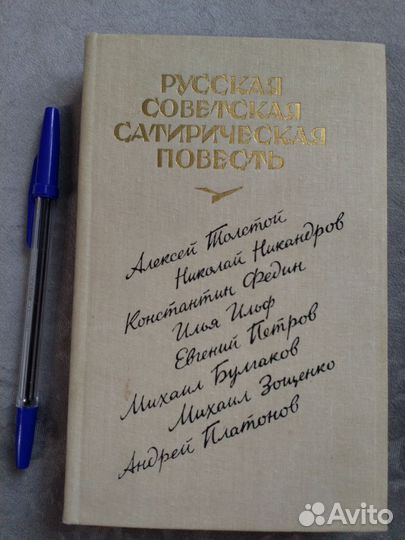 РУССКАЯ
СОВЕТСКАЯ
САТИРИЧЕСКАЯ
ПОВЕСТЬ
Алексей Толстой
Николай Никандров
Константин Федин
Илья Ильф
Евгений Петров
Михаил Булгаков
Михаил Зощенко
Андрей Платонов
Avito